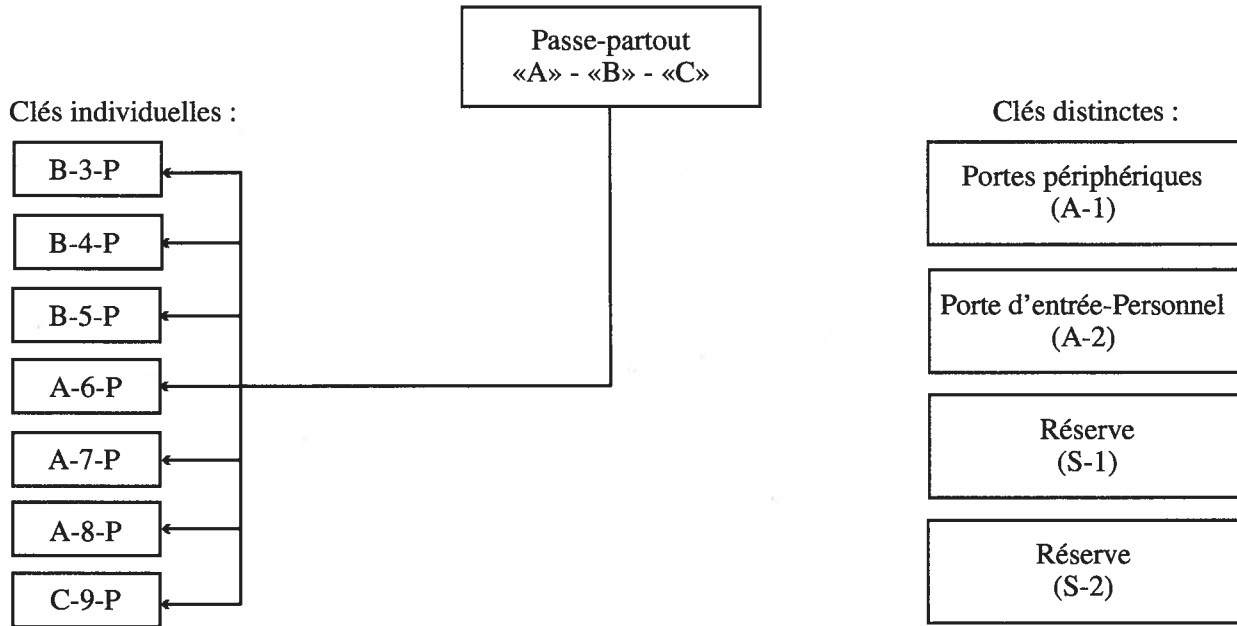 Passe-partout
«A» - «B» - «C»
Clés individuelles :
B-3-P
B-4-P
B-5-P
A-6-P
A-7-P
A-8-P
C-9-P
Clés distinctes :
Portes périphériques
(A-1)
Porte d'entrée-Personnel
(A-2)
Réserve
(S-1)
Réserve
(S-2)